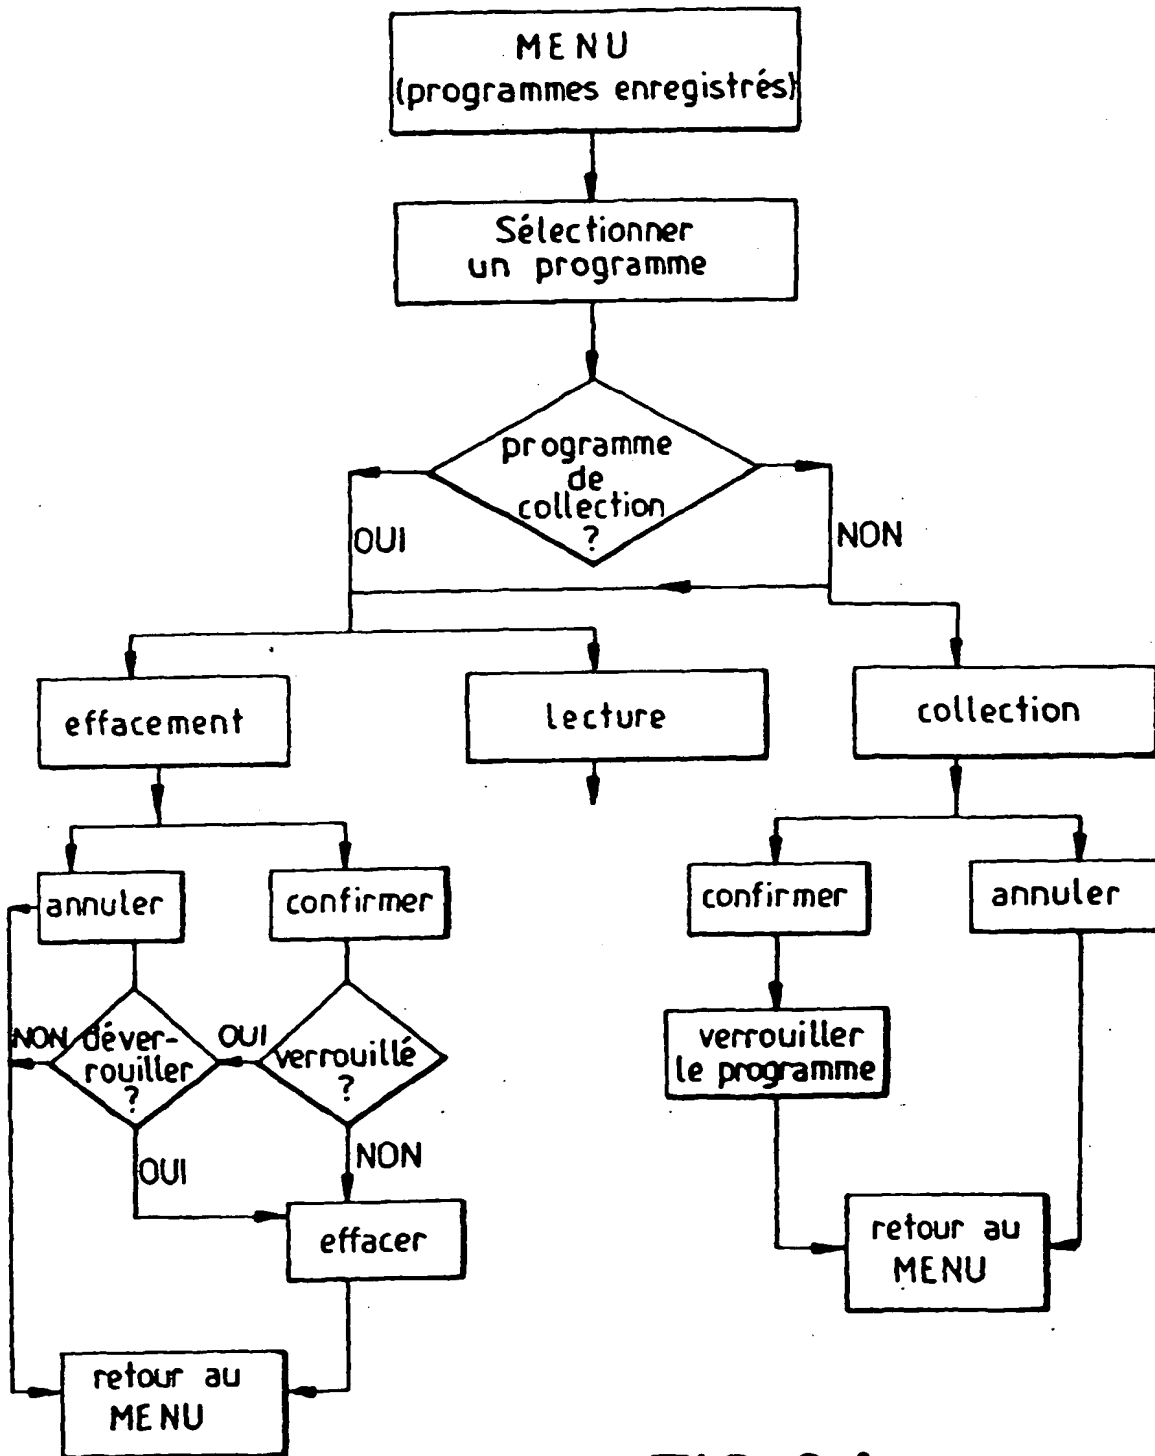 MENU
(programmes enregistrés)
Sélectionner
un programme
programme
de
collection
?
OUI
NON
effacement
lecture
collection
annuler
confirmer
confirmer
annuler
NON
déver-
rouiller
?
OUI
verrouillé
?
verrouiller
le programme
OUI
NON
effacer
retour au
MENU
retour au
MENU